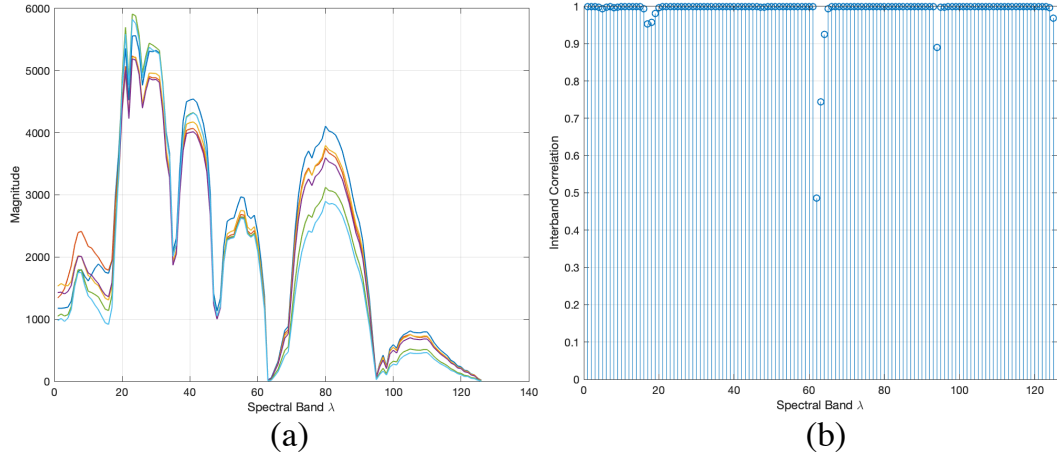 6000
5000
4000
3000
2000
1000
0
Magnitude
0 20 40 60 80 100 120 140
Spectral Band λ
(a)
1
0.9
0.8
0.7
0.6
0.5
0.4
0.3
0.2
0.1
0
Interband Correlation
0 20 40 60 80 100 120
Spectral Band λ
(b)